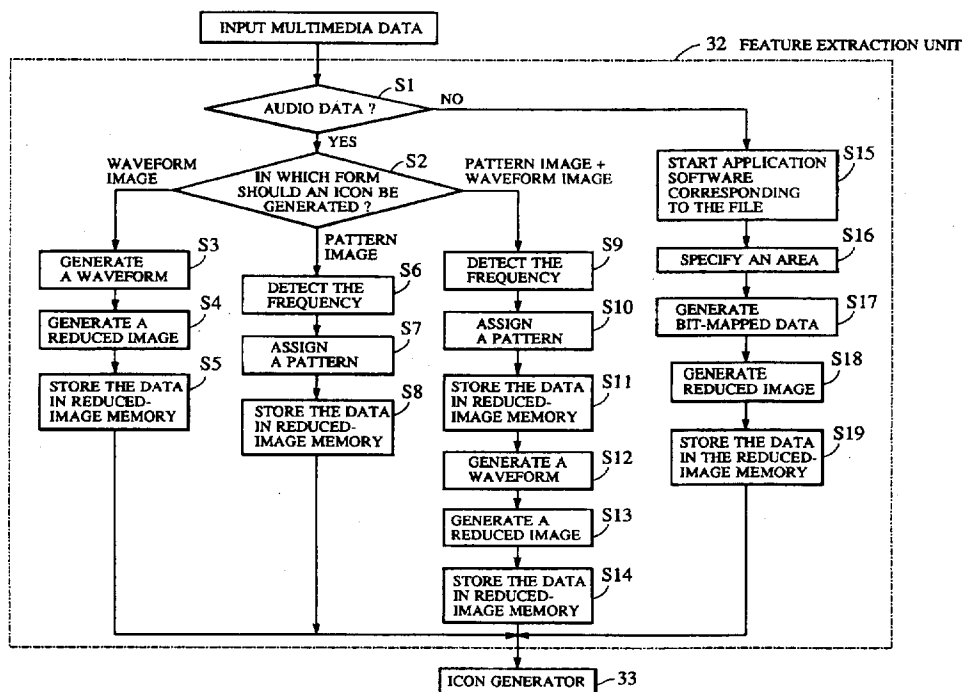 INPUT MULTIMEDIA DATA
32 FEATURE EXTRACTION UNIT
S1
AUDIO DATA ?
NO
YES
S2
WAVEFORM
IMAGE
IN WHICH FORM
SHOULD AN ICON BE
GENERATED ?
PATTERN IMAGE +
WAVEFORM IMAGE
PATTERN
IMAGE
S3
GENERATE
A WAVEFORM
S4
GENERATE A
REDUCED IMAGE
S5
STORE THE DATA
IN REDUCED-
IMAGE MEMORY
S6
DETECT THE
FREQUENCY
S7
ASSIGN
A PATTERN
S8
STORE THE DATA
IN REDUCED-
IMAGE MEMORY
S9
DETECT THE
FREQUENCY
S10
ASSIGN
A PATTERN
S11
STORE THE DATA
IN REDUCED-
IMAGE MEMORY
S12
GENERATE A
WAVEFORM
S13
GENERATE A
REDUCED IMAGE
S14
STORE THE DATA
IN REDUCED-
IMAGE MEMORY
S15
START APPLICATION
SOFTWARE
CORRESPONDING
TO THE FILE
S16
SPECIFY AN AREA
S17
GENERATE
BIT-MAPPED DATA
S18
GENERATE
REDUCED IMAGE
S19
STORE THE DATA
IN THE REDUCED-
IMAGE MEMORY
ICON GENERATOR
33